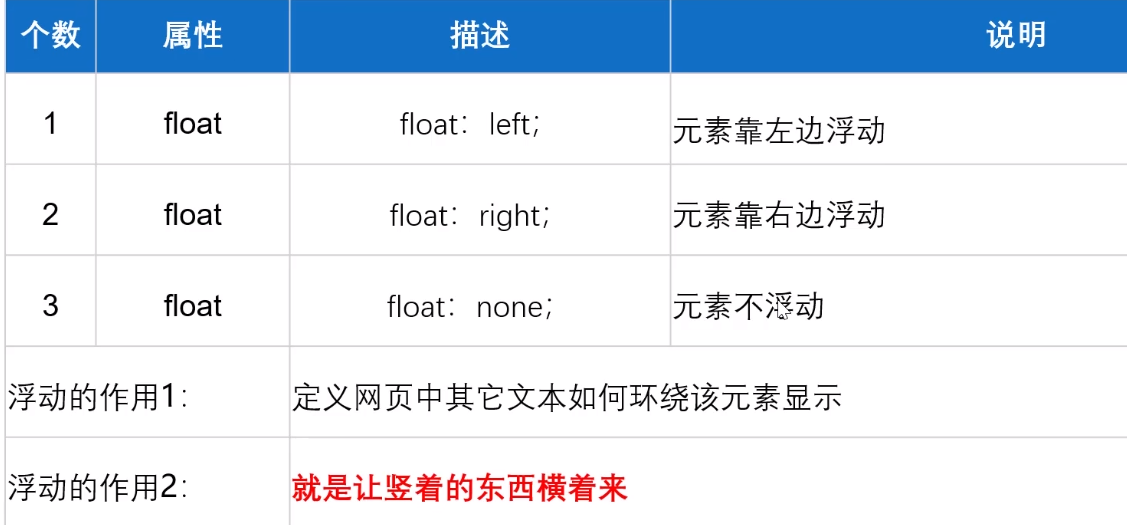 个数 属性 描述 说明
1 float float：left； 元素靠左边浮动
2 float float：right； 元素靠右边浮动
3 float float：none； 元素不浮动
浮动的作用1： 定义网页中其它文本如何环绕该元素显示
浮动的作用2： 就是让竖着的东西横着来